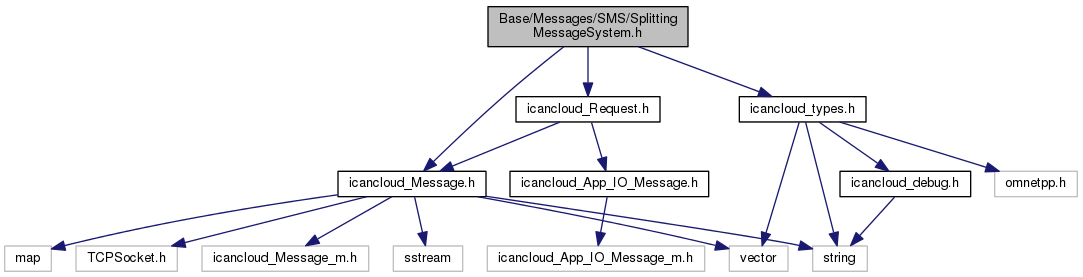 Base/Messages/SMS/Splitting
MessageSystem.h
icancloud_Request.h
icancloud_types.h
icancloud_Message.h
icancloud_App_IO_Message.h
icancloud_debug.h
omnetpp.h
map
TCPSocket.h
icancloud_Message_m.h
sstream
icancloud_App_IO_Message_m.h
vector
string